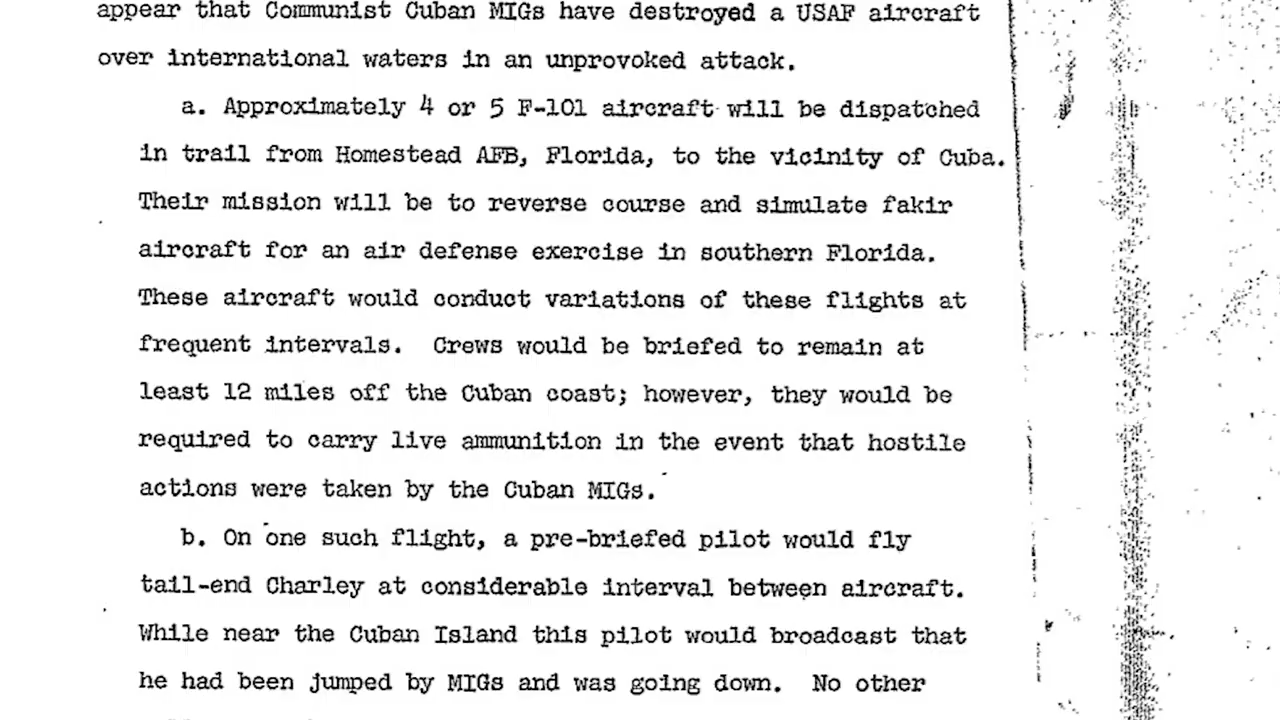 appear that Communist Cuban MIGs have destroyed a USAF aircraft
over international waters in an unprovoked attack.
a. Approximately 4 or 5 F-101 aircraft will be dispatched
in trail from Homestead AFB, Florida, to the vicinity of Cuba.
Their mission will be to reverse course and simulate fakir
aircraft for an air defense exercise in southern Florida.
These aircraft would conduct variations of these flights at
frequent intervals. Crews would be briefed to remain at
least 12 miles off the Cuban coast; however, they would be
required to carry live ammunition in the event that hostile
actions were taken by the Cuban MIGs.
b. On one such flight, a pre-briefed pilot would fly
tail-end Charley at considerable interval between aircraft.
While near the Cuban Island this pilot would broadcast that
he had been jumped by MIGs and was going down. No other